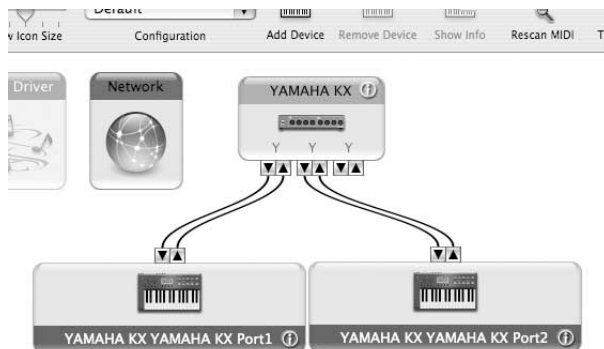 Default
w Icon Size
Configuration
Add Device
Remove Device
Show Info
Rescan MIDI
T
Driver
Network
YAMAHA KX
Y Y Y
YAMAHA KX YAMAHA KX Port1
YAMAHA KX YAMAHA KX Port2